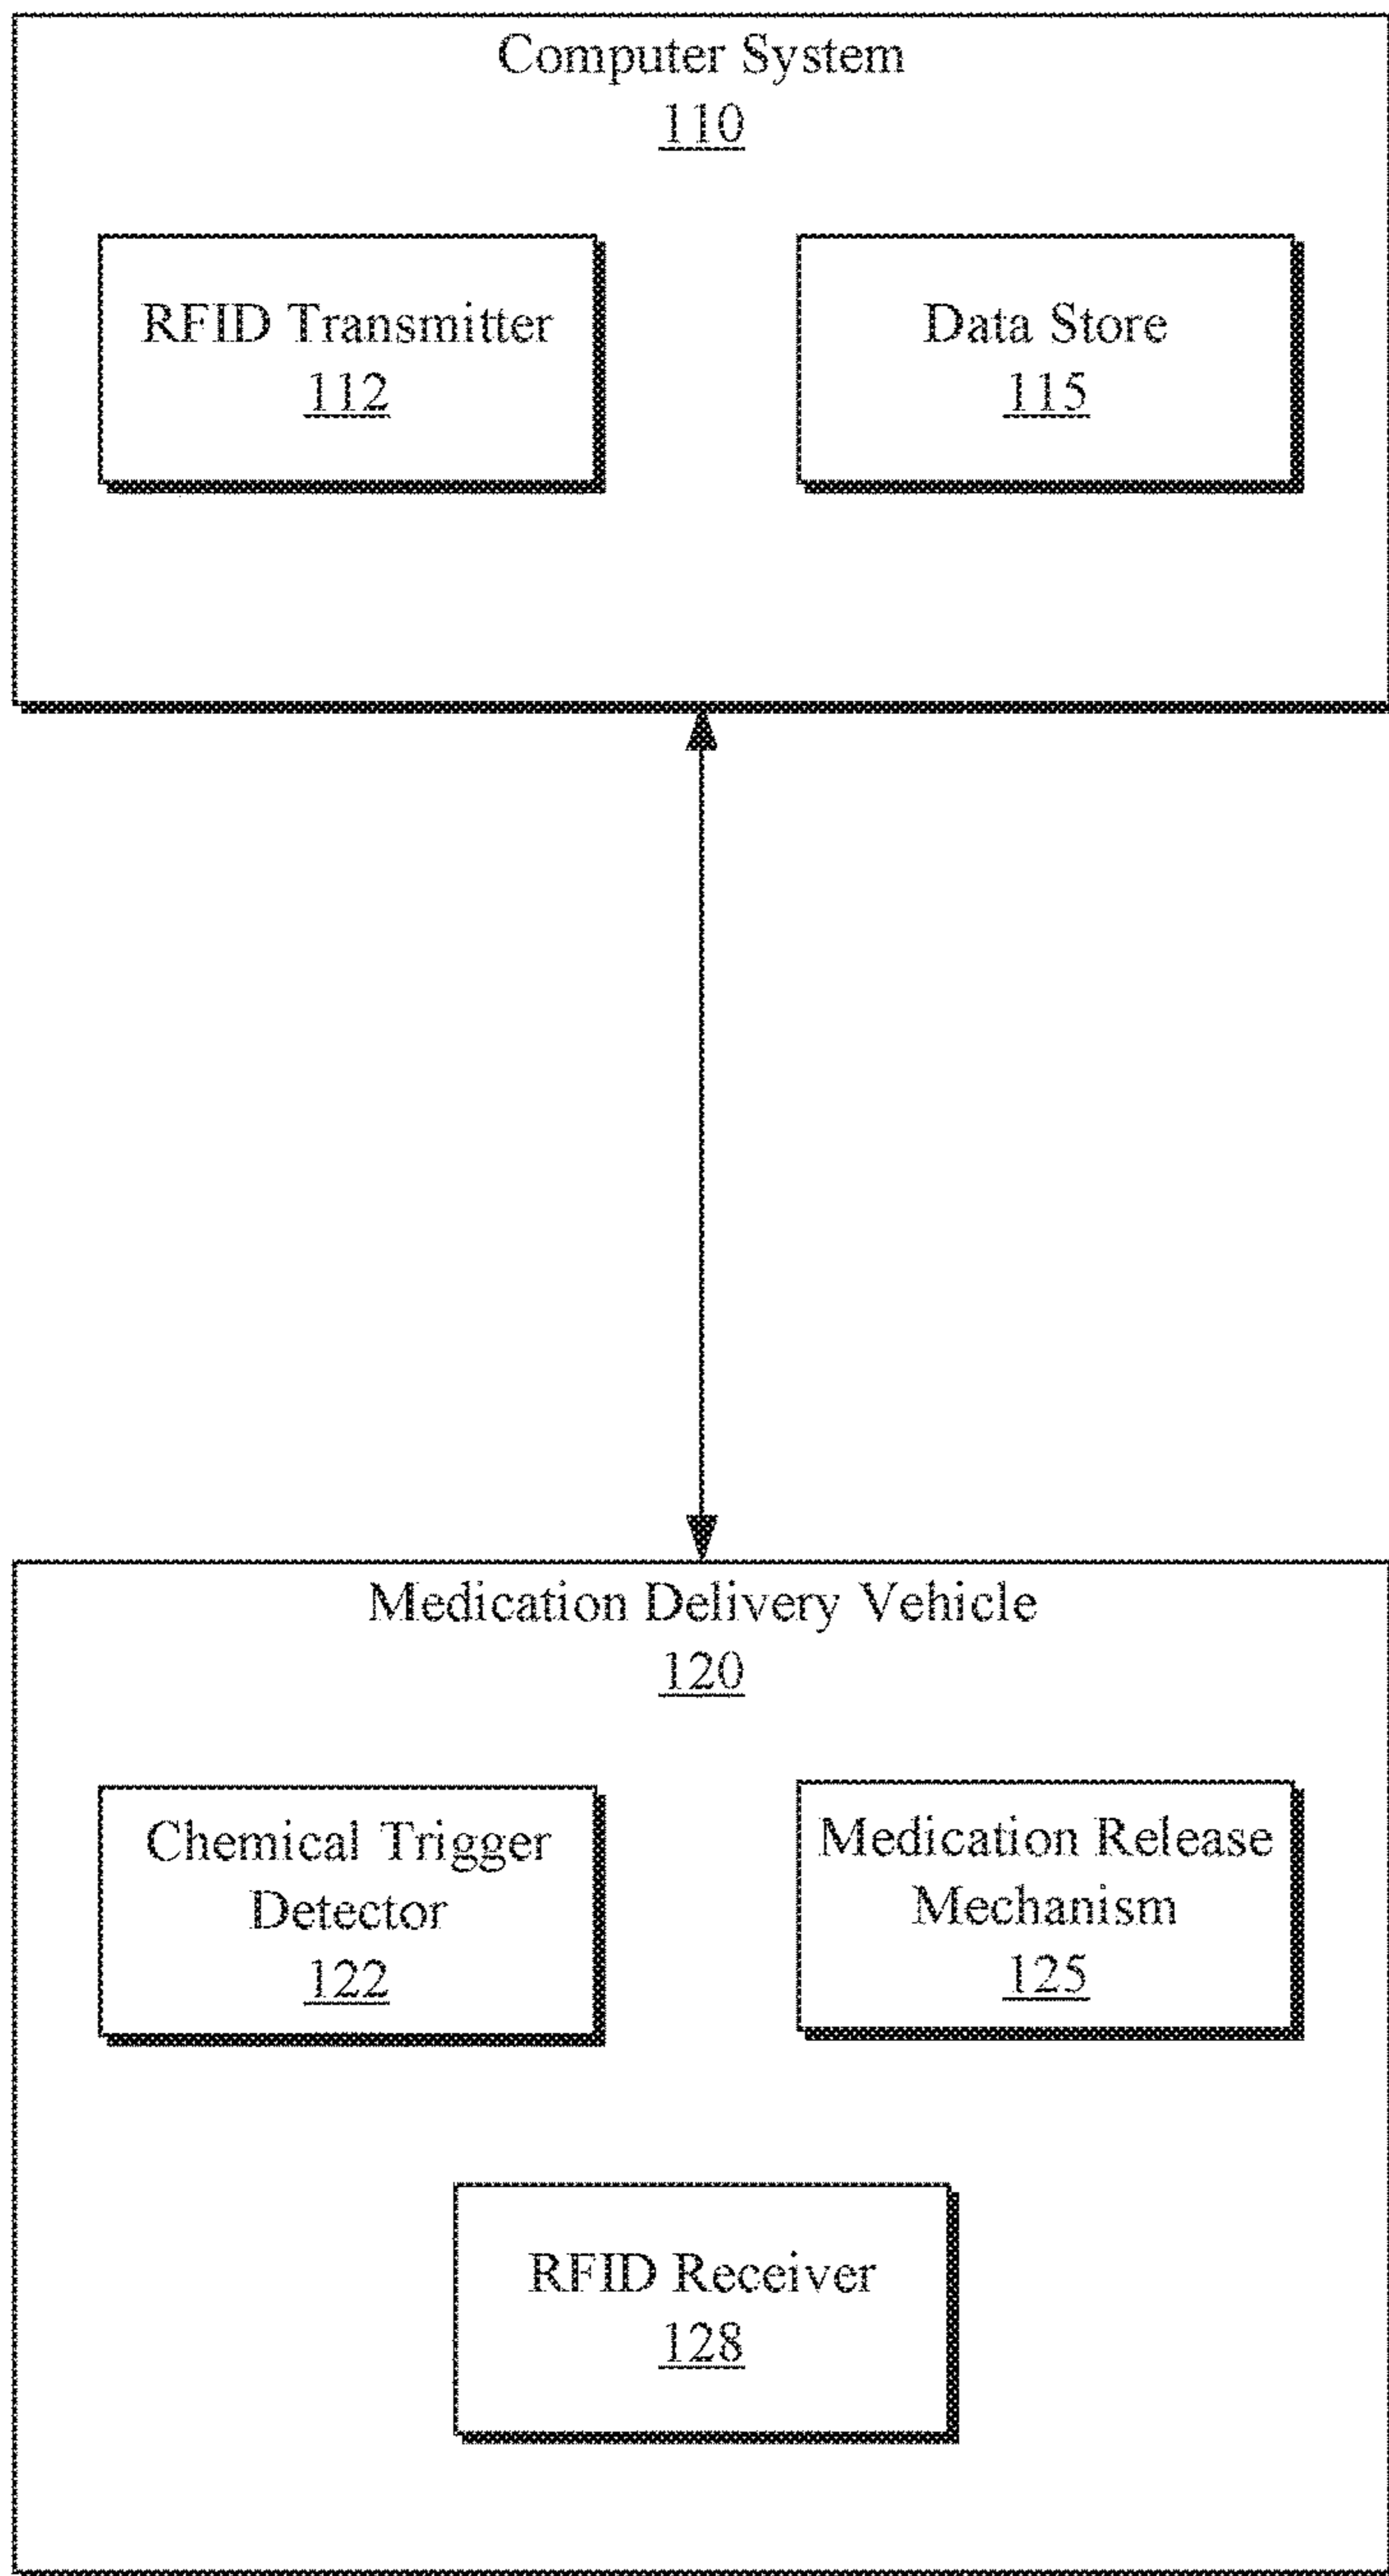 Computer System
110
RFID Transmitter
112
Data Store
115
Medication Delivery Vehicle
120
Chemical Trigger
Detector
122
Medication Release
Mechanism
125
RFID Receiver
128